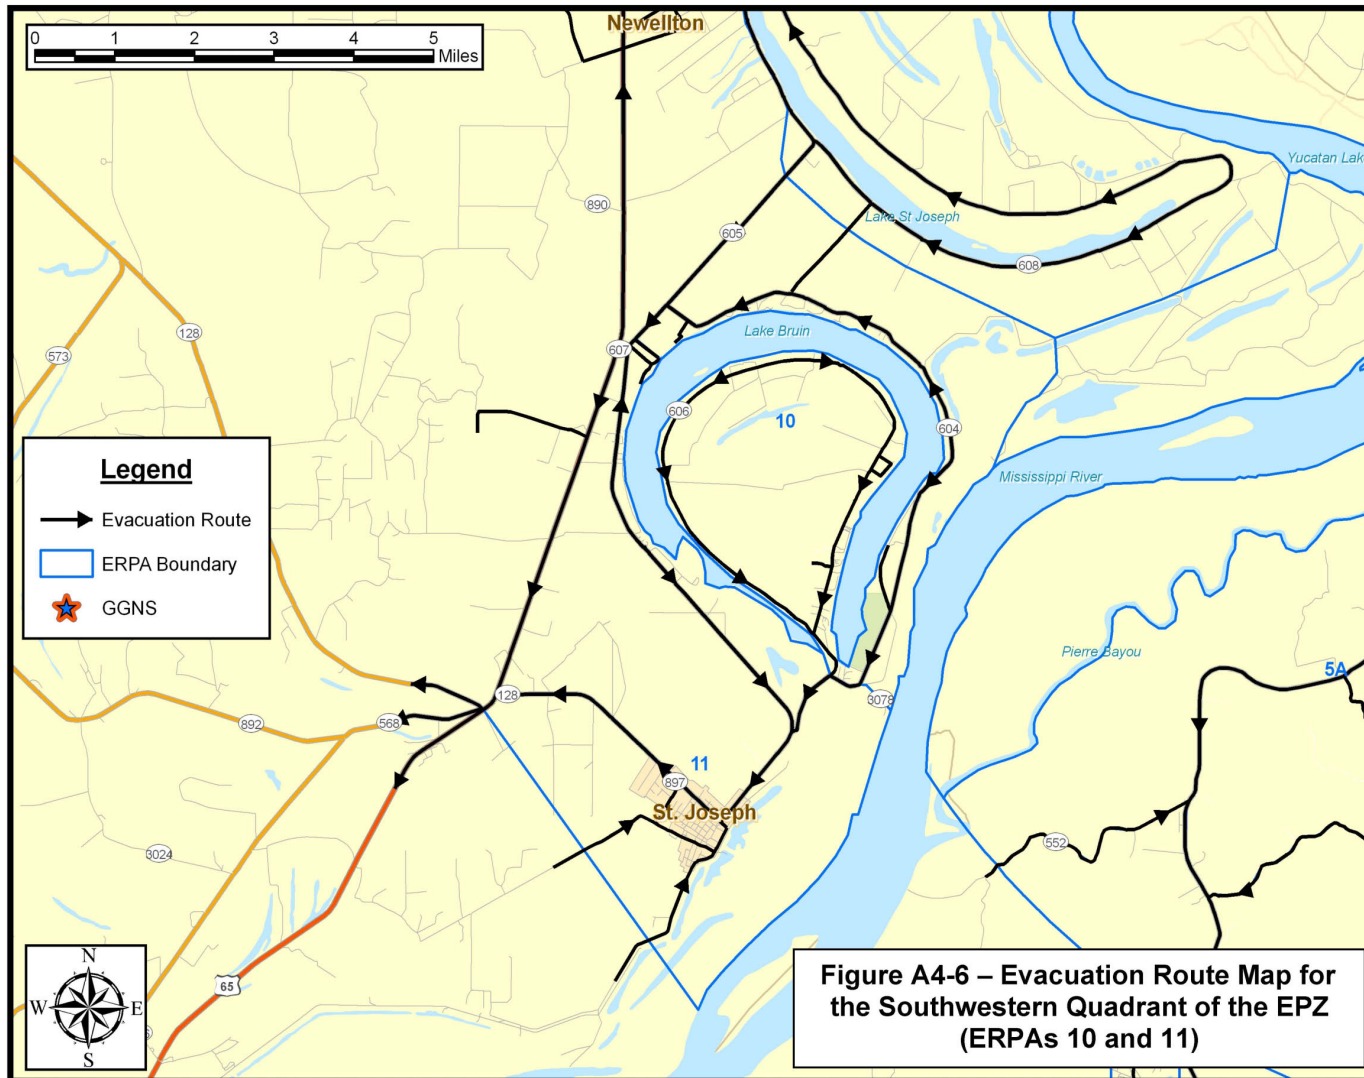 Newellton
0 1 2 3 4 5
Miles
Yucatan Lak
890
605
Lake St Joseph
608
128
573
607
Lake Bruin
606
10
604
Legend
Evacuation Route
ERPA Boundary
GGNS
Mississippi River
Pierre Bayou
5A
128
3078
892
568
11
897
St. Joseph
3024
552
65
N
W E
S
Figure A4-6 – Evacuation Route Map for
the Southwestern Quadrant of the EPZ
(ERPAs 10 and 11)